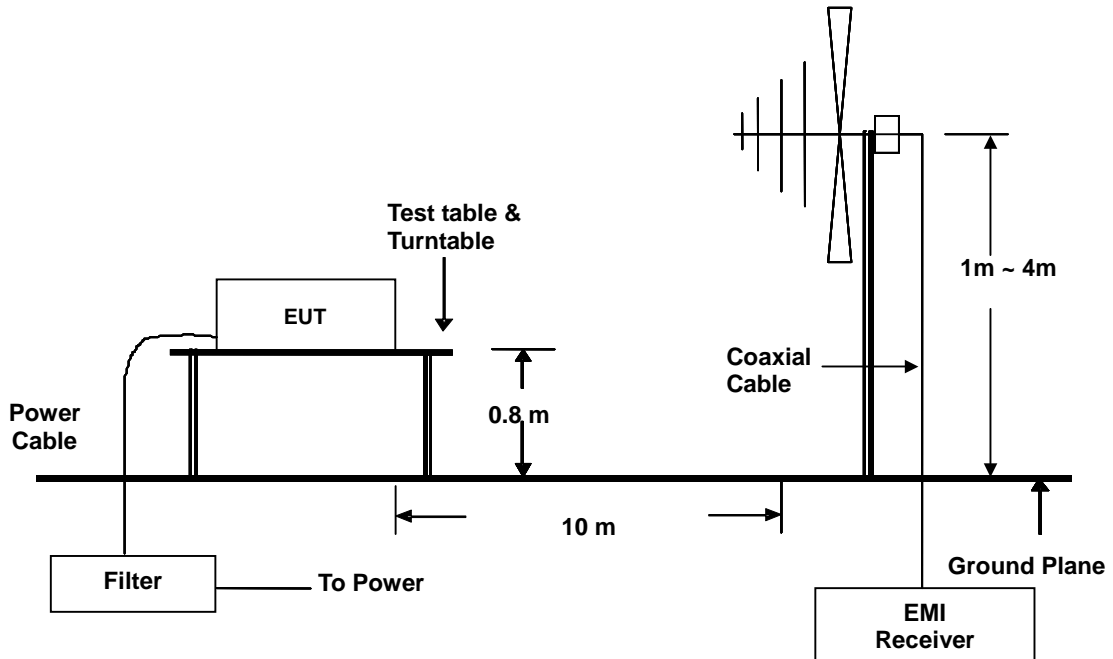 Test table &
Turntable
1m ~ 4m
EUT
Coaxial
Cable
0.8 m
Power
Cable
10 m
Filter
To Power
Ground Plane
EMI
Receiver